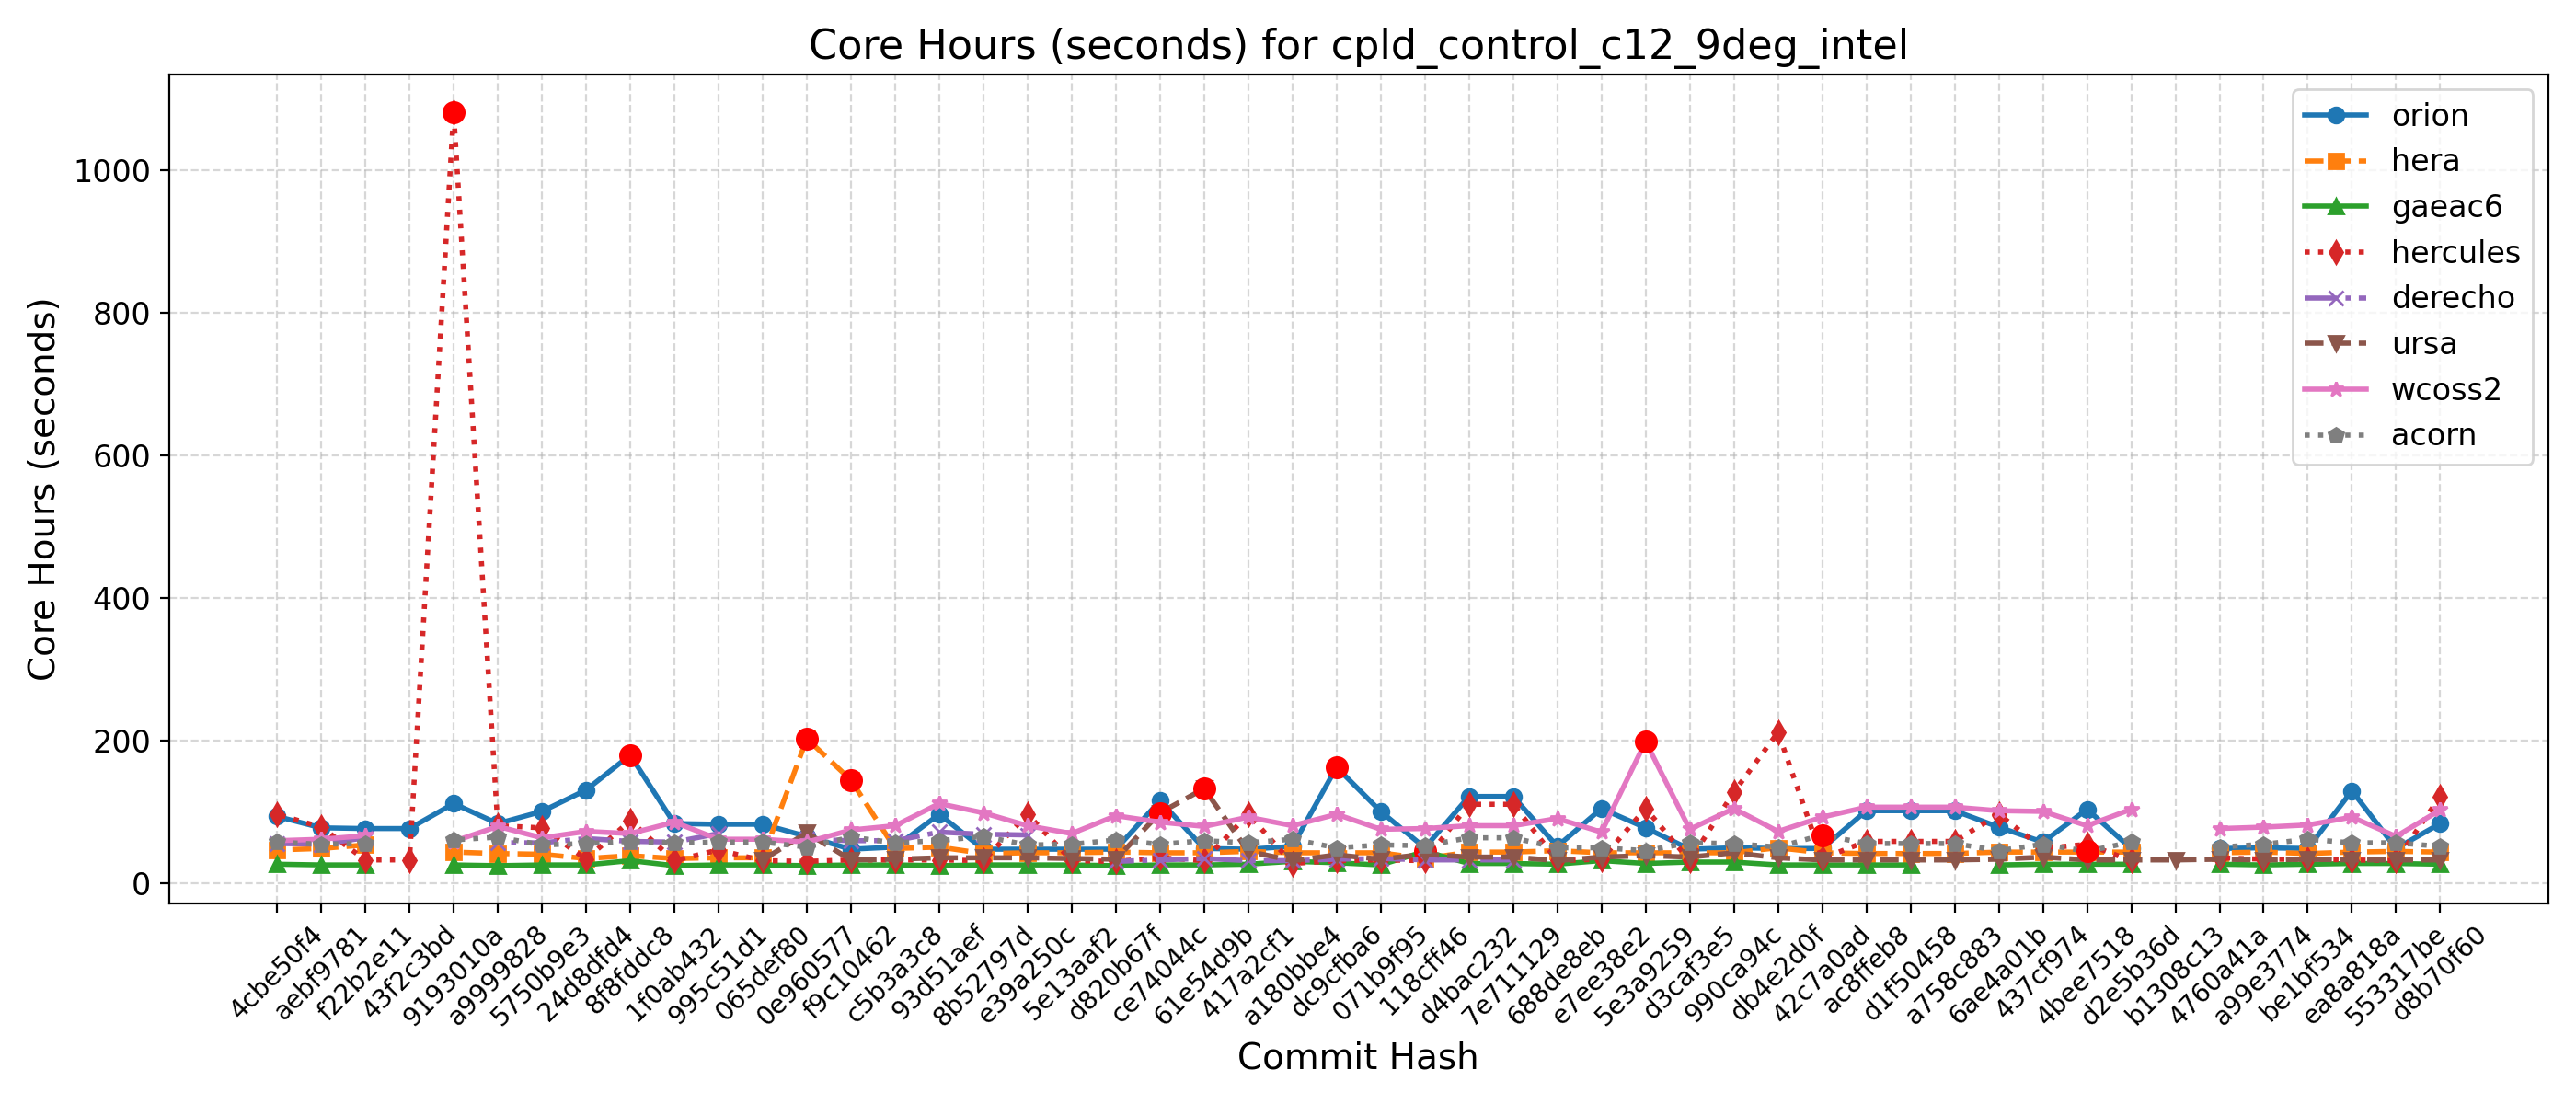 Core Hours (seconds) for cpld_control_c12_9deg_intel
Core Hours (seconds)
1000
800
600
400
200
0
orion
hera
gaeac6
hercules
derecho
ursa
wcoss2
acorn
4cbe50f4
aebf9781
f22b2e11
43f2c3bd
9193010a
a9999828
5750b9e3
24d8dfd4
8f8fddc8
1f0ab432
995c51d1
065def80
0e960577
f9c10462
c5b3a3c8
93d51aef
8b52797d
e39a250c
5e13aaf2
d820b67f
ce74044c
61e54d9b
417a2cf1
a180bbe4
dc9cfba6
071b9f95
118cff46
d4bac232
7e711129
688de8eb
e7ee38e2
5e3a9259
d3caf3e5
990ca94c
db4e2d0f
42c7a0ad
ac8ffeb8
d1f50458
a758c883
6ae4a01b
437cf974
4bee7518
d2e5b36d
b1308c13
4760a41a
a99e3774
be1bf534
ea8a818a
553317be
d8b70f60
Commit Hash